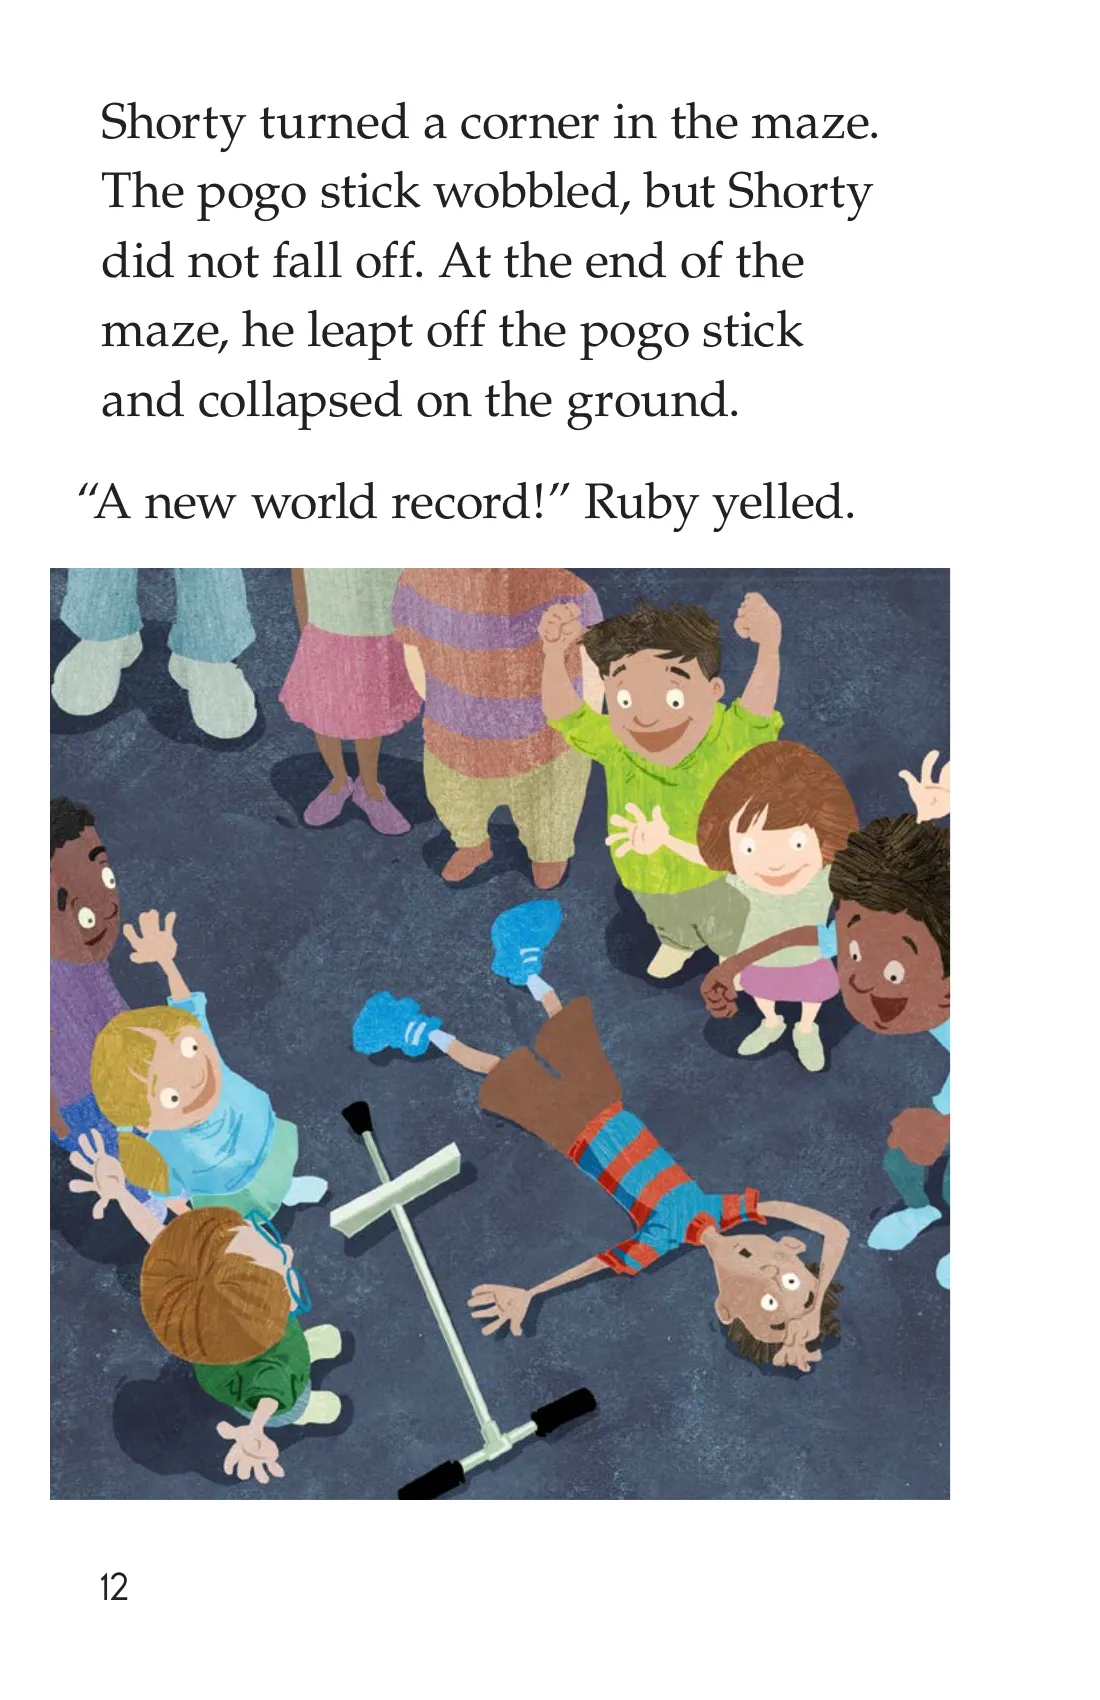 Shorty turned a corner in the maze.
The pogo stick wobbled, but Shorty
did not fall off. At the end of the
maze, he leapt off the pogo stick
and collapsed on the ground.
“A new world record!” Ruby yelled.
12